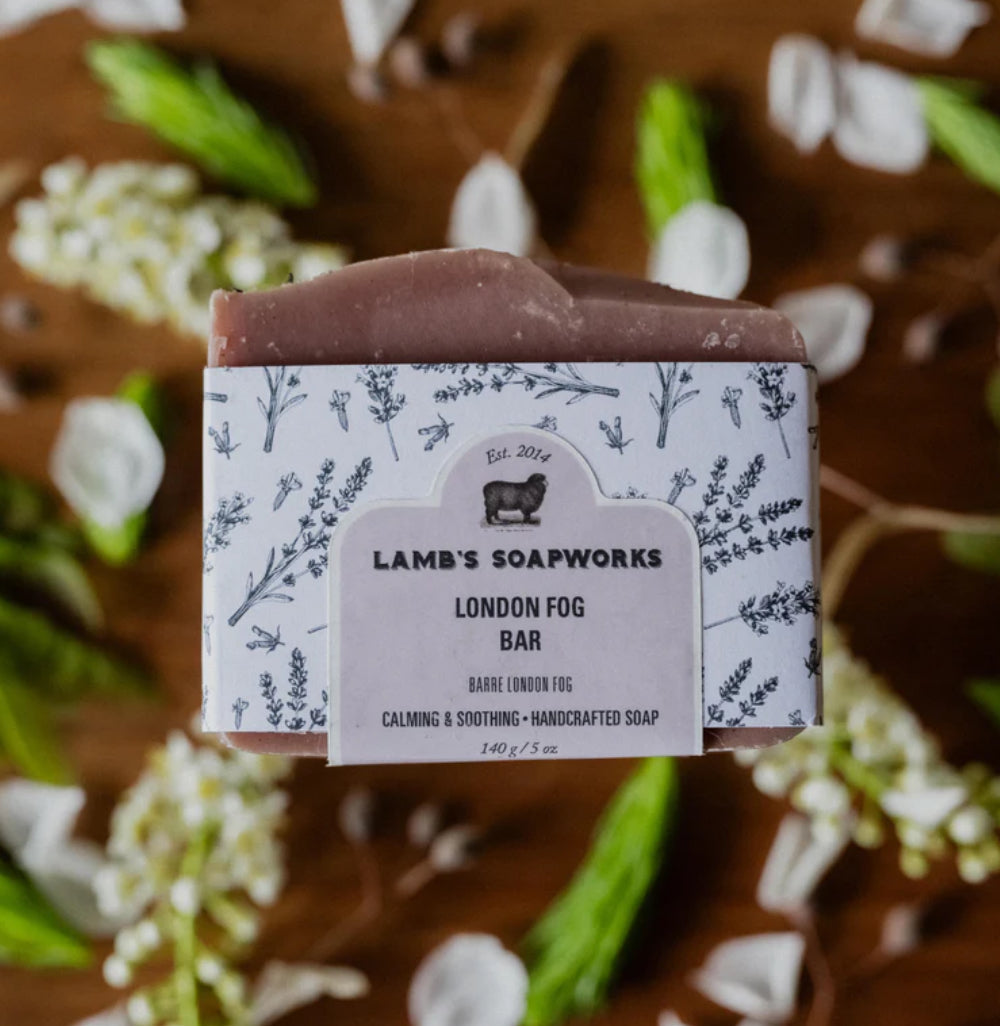 Est. 2014
LAMB'S SOAPWORKS
LONDON FOG
BAR
BARRE LONDON FOG
CALMING & SOOTHING • HANDCRAFTED SOAP
140 g / 5 oz